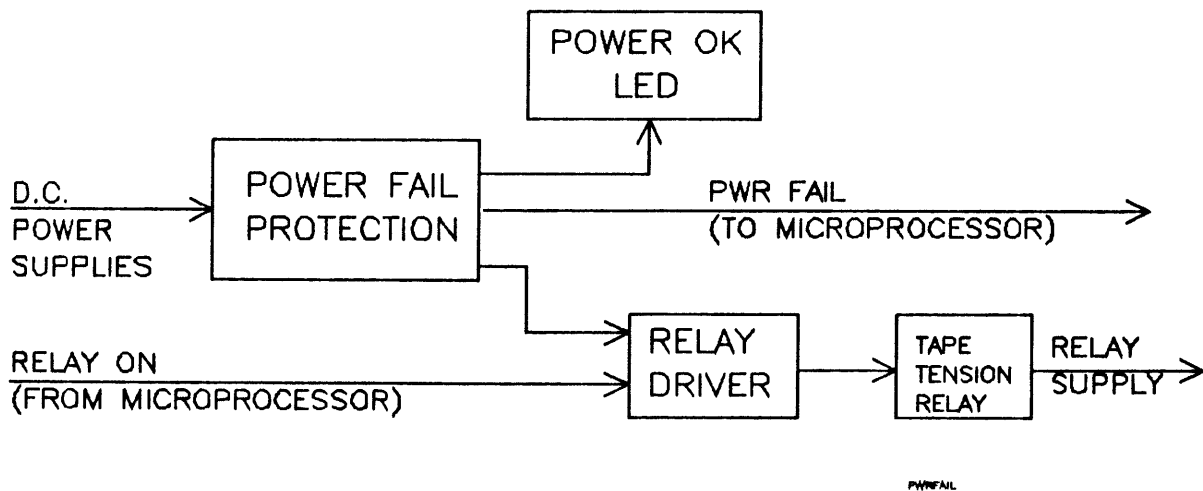 POWER OK
LED
POWER FAIL
PROTECTION
D.C.
POWER
SUPPLIES
PWR FAIL
(TO MICROPROCESSOR)
RELAY ON
(FROM MICROPROCESSOR)
RELAY
DRIVER
TAPE
TENSION
RELAY
RELAY
SUPPLY
PWRFAIL